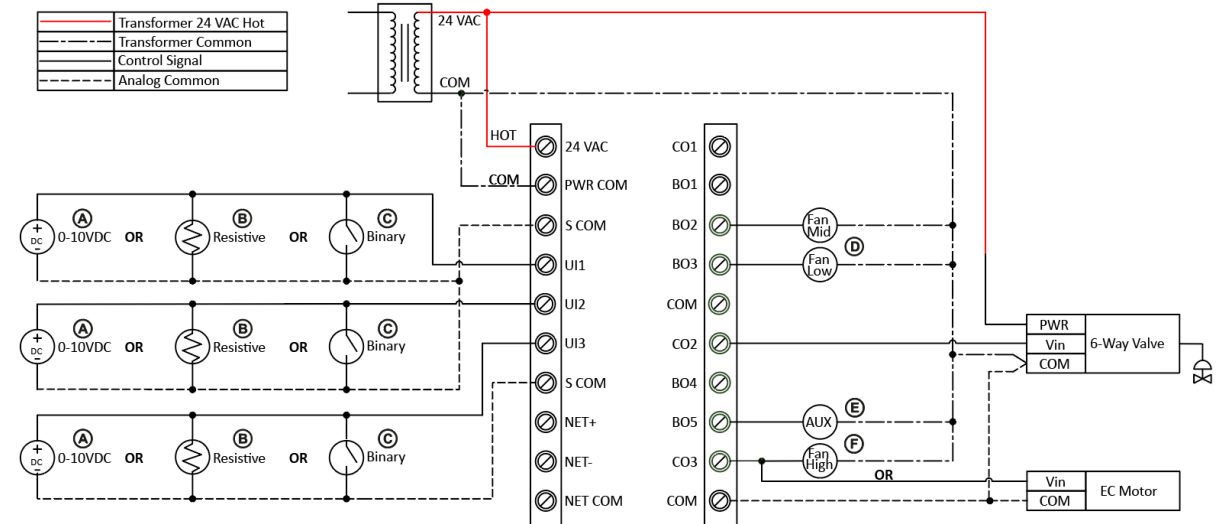 Transformer 24 VAC Hot
Transformer Common
Control Signal
Analog Common
24 VAC
COM
HOT
COM
24 VAC
PWR COM
S COM
UI1
UI2
UI3
S COM
NET+
NET-
NET COM
A
+
DC
-
0-10VDC OR
B
Resistive OR
C
Binary
A
+
DC
-
0-10VDC OR
B
Resistive OR
C
Binary
A
+
DC
-
0-10VDC OR
B
Resistive OR
C
Binary
CO1
BO1
BO2
BO3
COM
CO2
BO4
BO5
CO3
COM
Fan
Mid
D
Fan
Low
E
AUX
F
Fan
High
OR
PWR
Vin
COM
6-Way Valve
Vin
COM
EC Motor